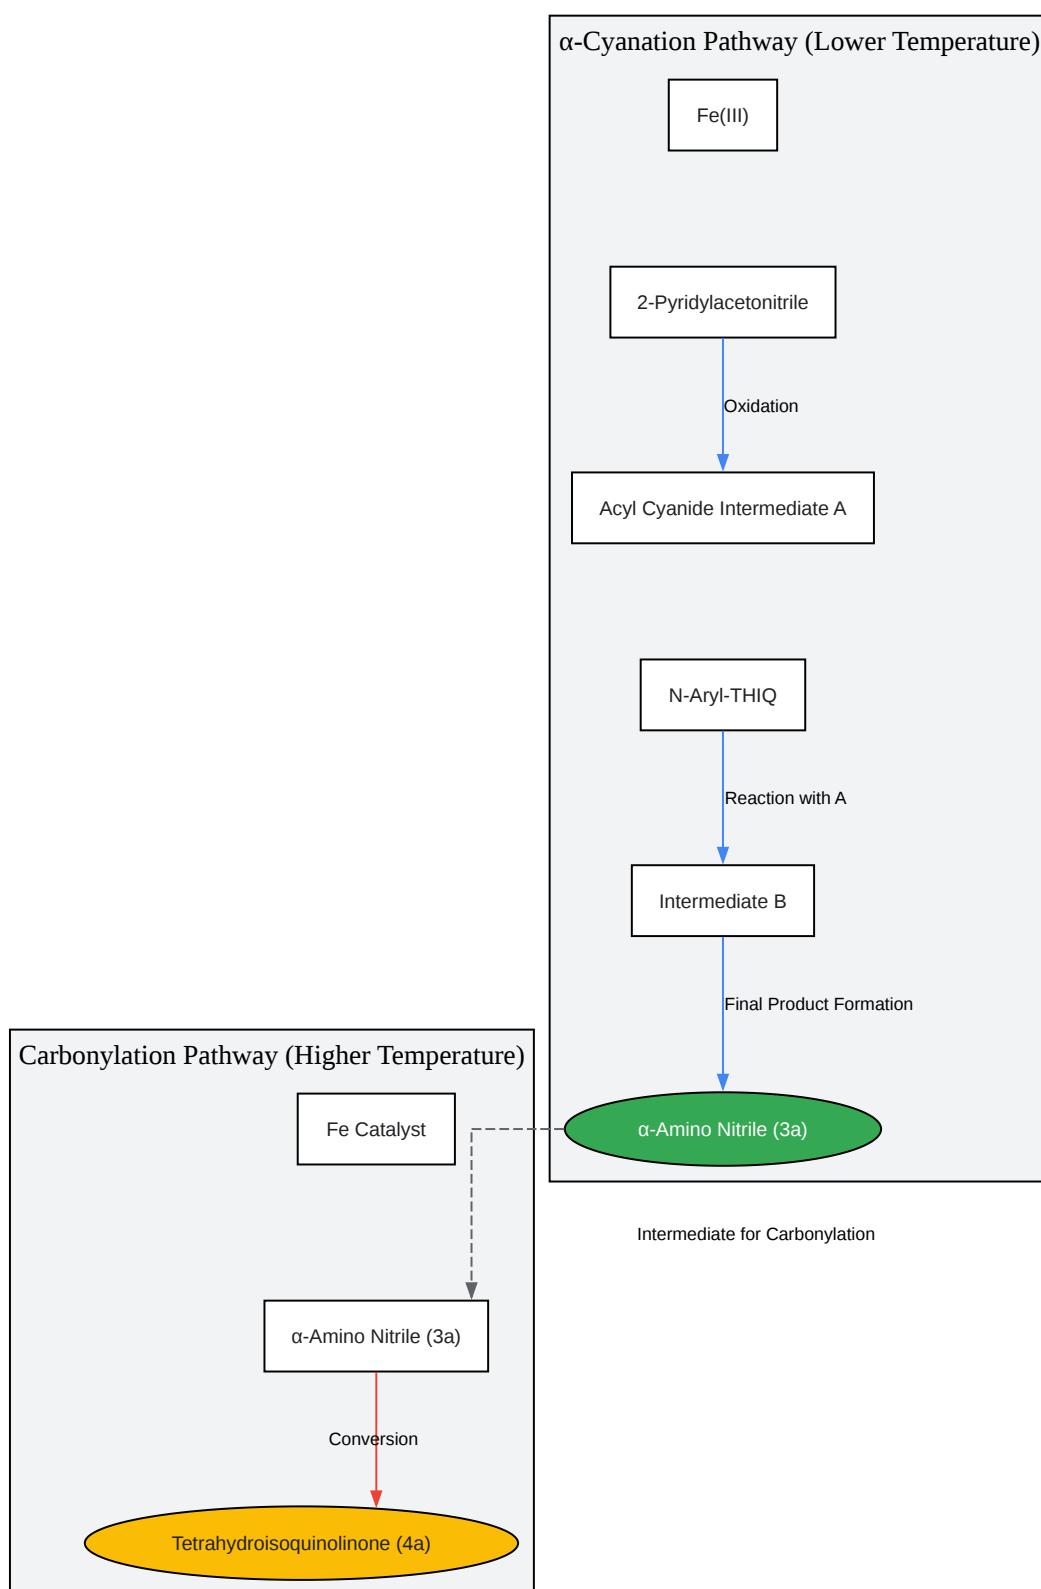 α-Cyanation Pathway (Lower Temperature)
Fe(III)
2-Pyridylacetonitrile
Oxidation
Acyl Cyanide Intermediate A
N-Aryl-THIQ
Reaction with A
Intermediate B
Final Product Formation
α-Amino Nitrile (3a)
Intermediate for Carbonylation
Carbonylation Pathway (Higher Temperature)
Fe Catalyst
α-Amino Nitrile (3a)
Conversion
Tetrahydroisoquinolinone (4a)